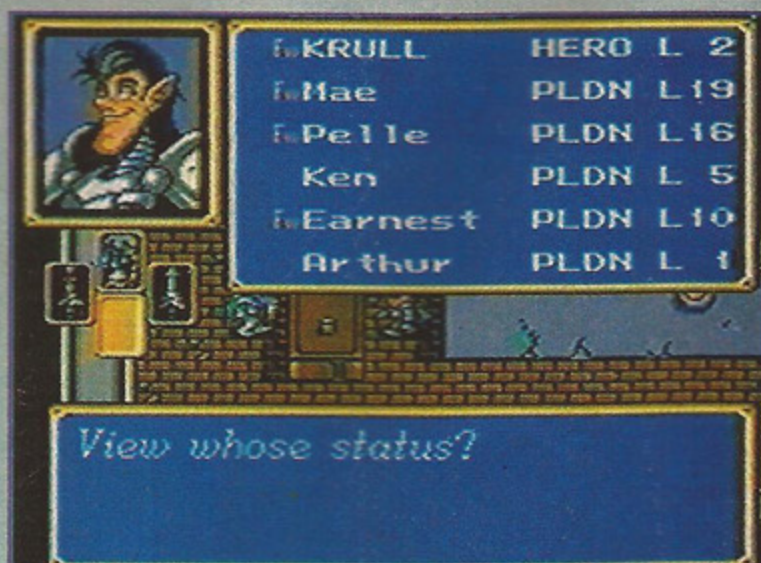 KRULL HERO L 2
Mae PLDN L19
Pelle PLDN L16
Ken PLDN L 5
Earnest PLDN L10
Arthur PLDN L 1
View whose status?